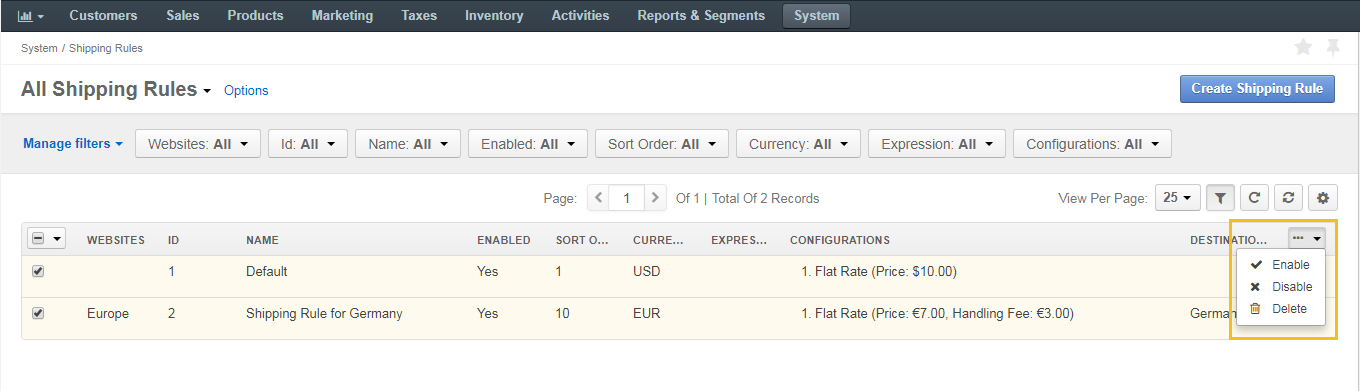 Customers Sales Products Marketing Taxes Inventory Activities Reports & Segments System
System / Shipping Rules
All Shipping Rules Options Create Shipping Rule
Manage filters Websites: All Id: All Name: All Enabled: All Sort Order: All Currency: All Expression: All Configurations: All
Page: 1 Of 1 | Total Of 2 Records View Per Page: 25
WEBSITES ID NAME ENABLED SORT O... CURRE... EXPRES... CONFIGURATIONS DESTINATIO...
1 Default Yes 1 USD 1. Flat Rate (Price: $10.00)
Europe 2 Shipping Rule for Germany Yes 10 EUR 1. Flat Rate (Price: €7.00, Handling Fee: €3.00) German
Enable
Disable
Delete